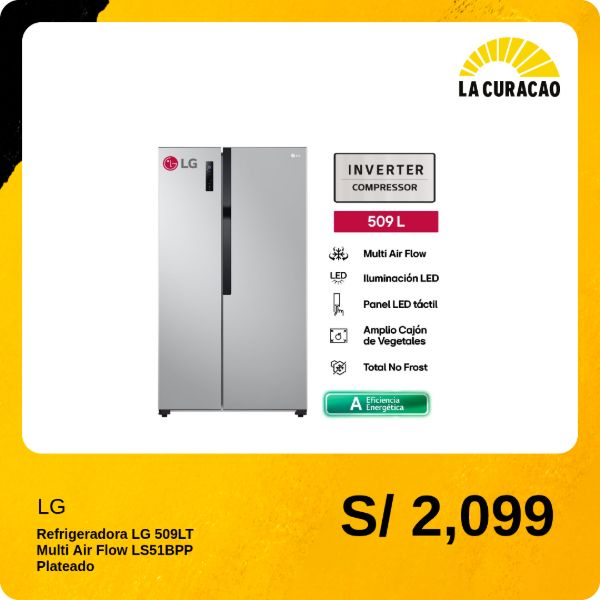 LA CURACAO
LG
INVERTER
COMPRESSOR
509 L
Multi Air Flow
LED
Iluminación LED
Panel LED táctil
Amplio Cajón
de Vegetales
Total No Frost
A Eficiencia
Energética
LG
Refrigeradora LG 509LT
Multi Air Flow LS51BPP
Plateado
S/ 2,099